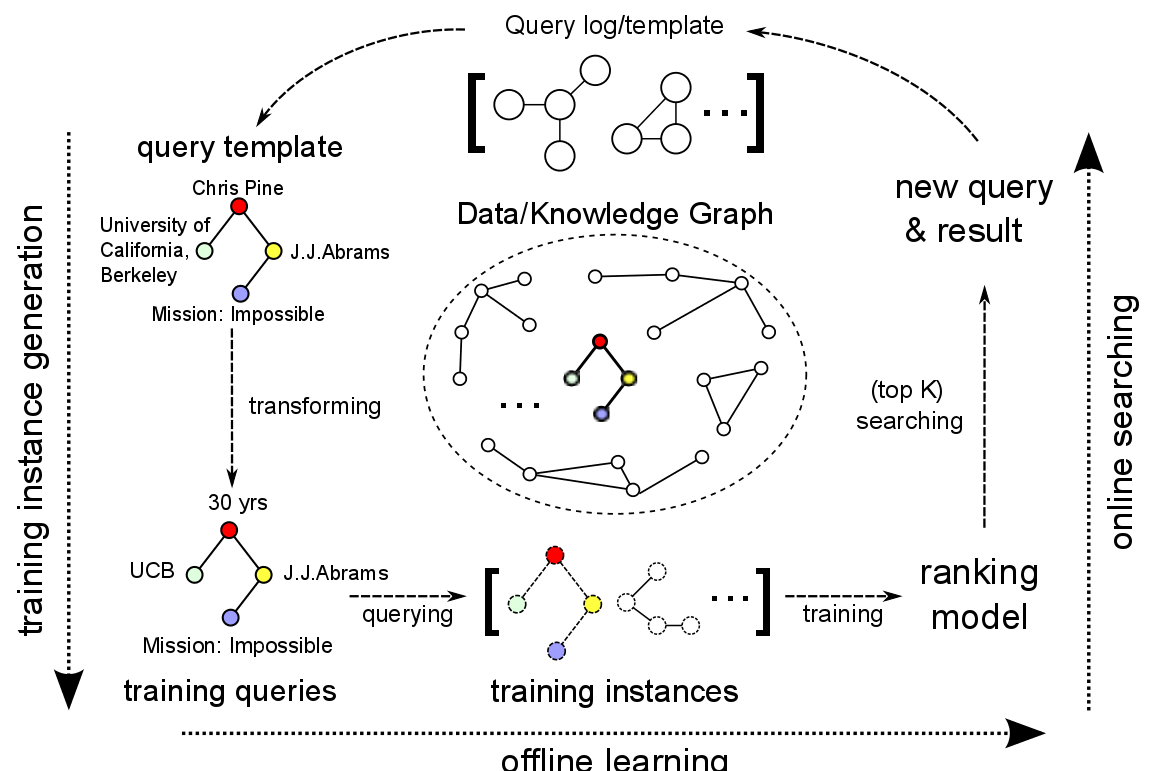 Query log/template
query template
Chris Pine
University of
California,
Berkeley
J.J.Abrams
Mission: Impossible
transforming
30 yrs
UCB
J.J.Abrams
Mission: Impossible
training queries
training instance generation
Data/Knowledge Graph
querying
training instances
training
ranking
model
(top K)
searching
new query
& result
online searching
offline learning